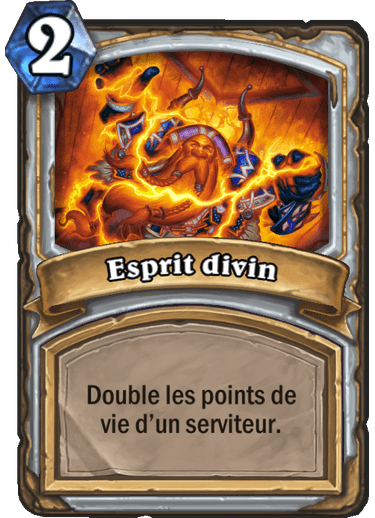 2
Esprit divin
Double les points de
vie d'un serviteur.